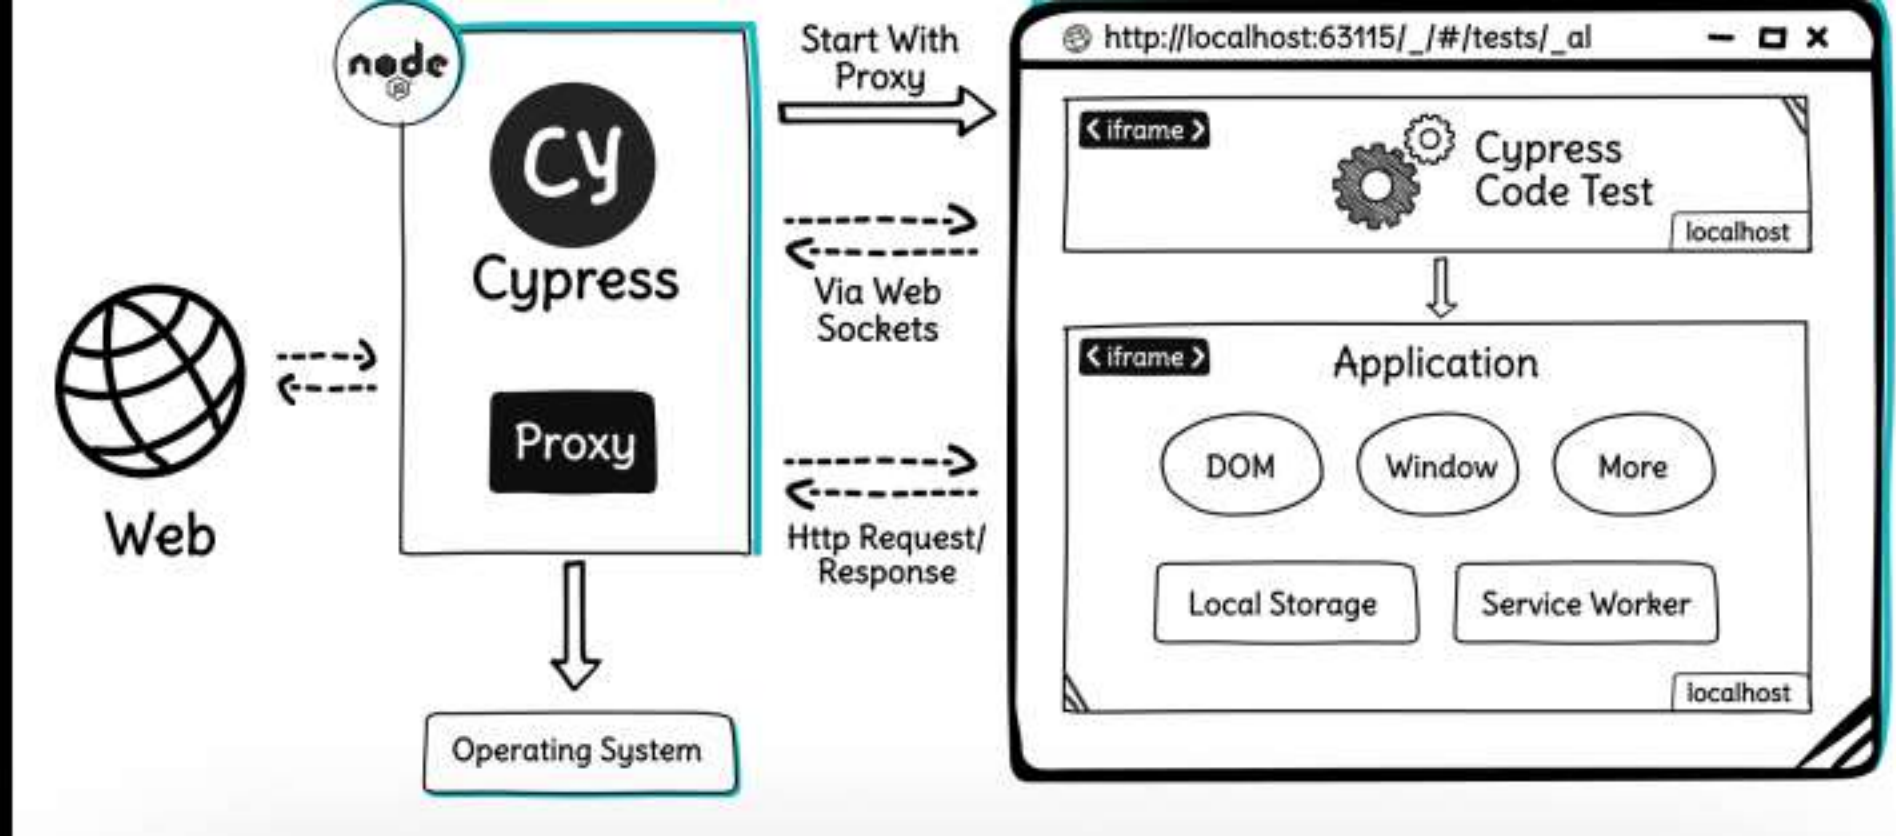 node
JS
CY
Cypress
Proxy
Web
Operating System
Start With
Proxy
Via Web
Sockets
Http Request/
Response
http://localhost:63115/_/#/tests/_al
< iframe >
Cypress
Code Test
localhost
< iframe >
Application
DOM
Window
More
Local Storage
Service Worker
localhost